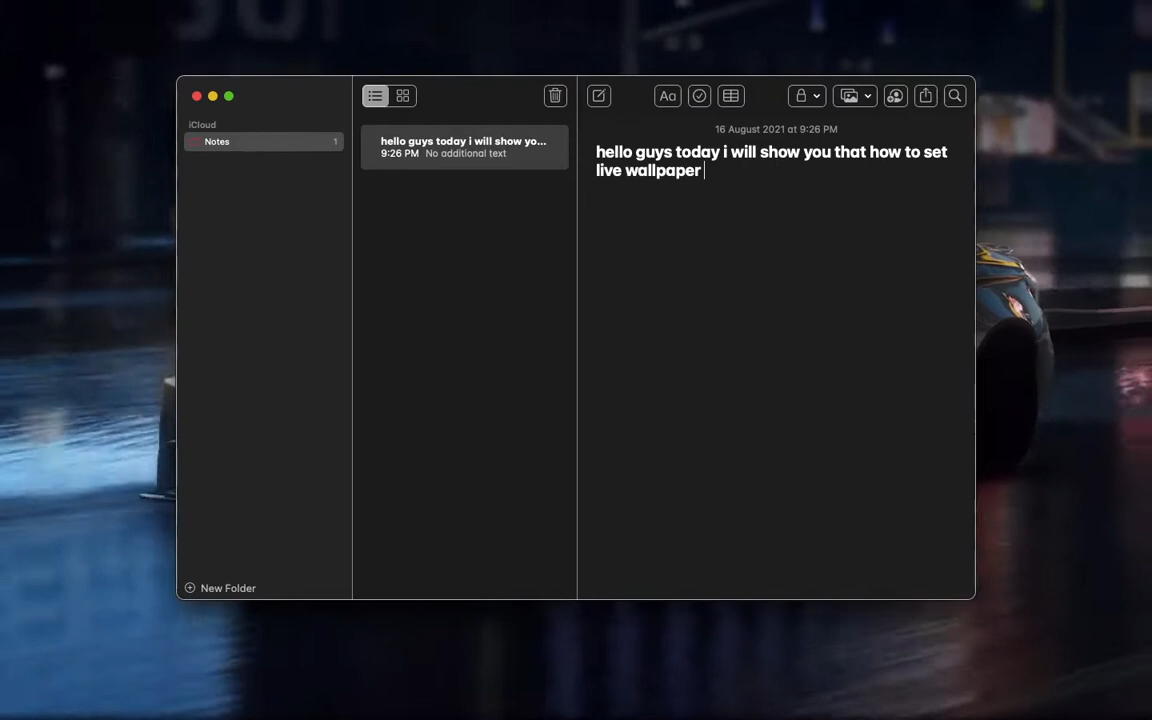 iCloud
Notes 1
New Folder
hello guys today i will show yo...
9:26 PM No additional text
Aa
16 August 2021 at 9:26 PM
hello guys today i will show you that how to set
live wallpaper